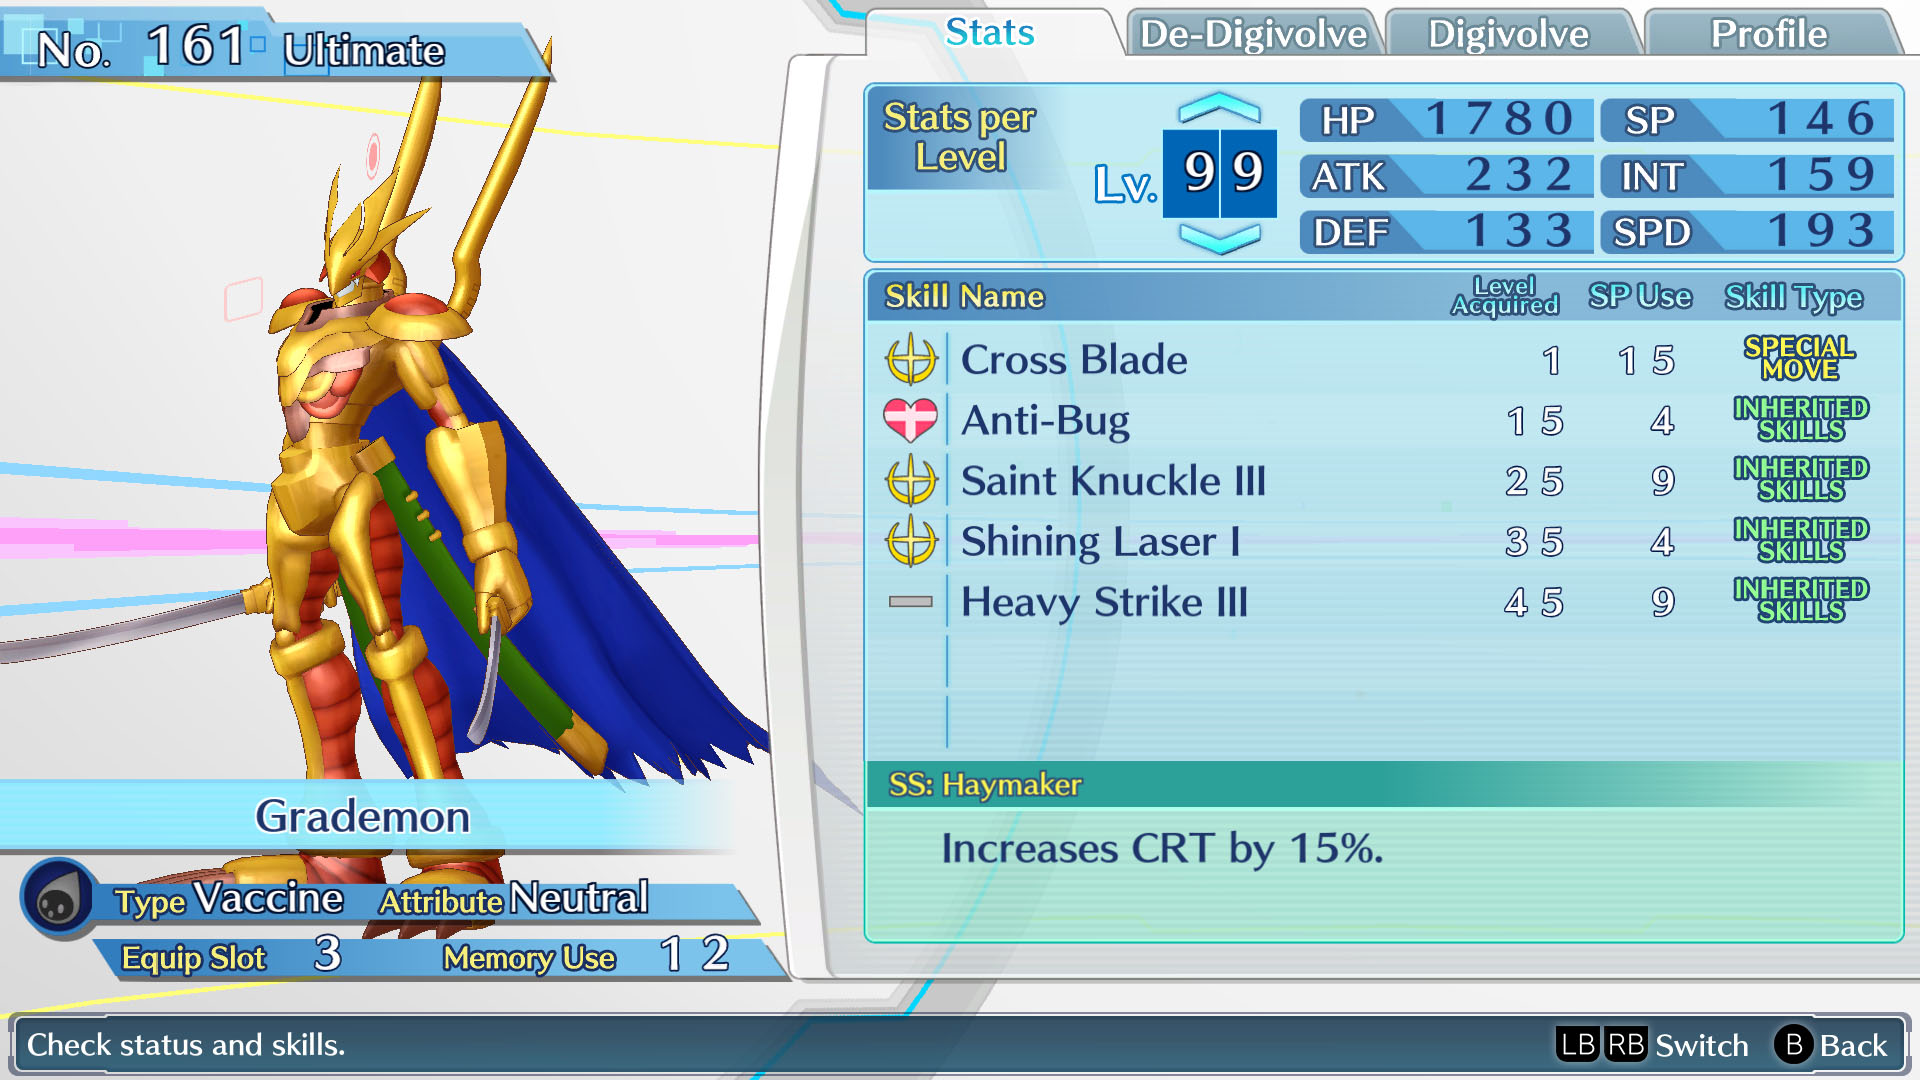 No. 161 Ultimate
Stats De-Digivolve Digivolve Profile
Stats per
Level
Lv. 99
HP 1780 SP 146
ATK 232 INT 159
DEF 133 SPD 193
Skill Name Level Acquired SP Use Skill Type
Cross Blade 1 15 SPECIAL MOVE
Anti-Bug 15 4 INHERITED SKILLS
Saint Knuckle III 25 9 INHERITED SKILLS
Shining Laser I 35 4 INHERITED SKILLS
Heavy Strike III 45 9 INHERITED SKILLS
SS: Haymaker
Increases CRT by 15%.
Grademon
Type Vaccine Attribute Neutral
Equip Slot 3 Memory Use 12
Check status and skills.
LB RB Switch B Back